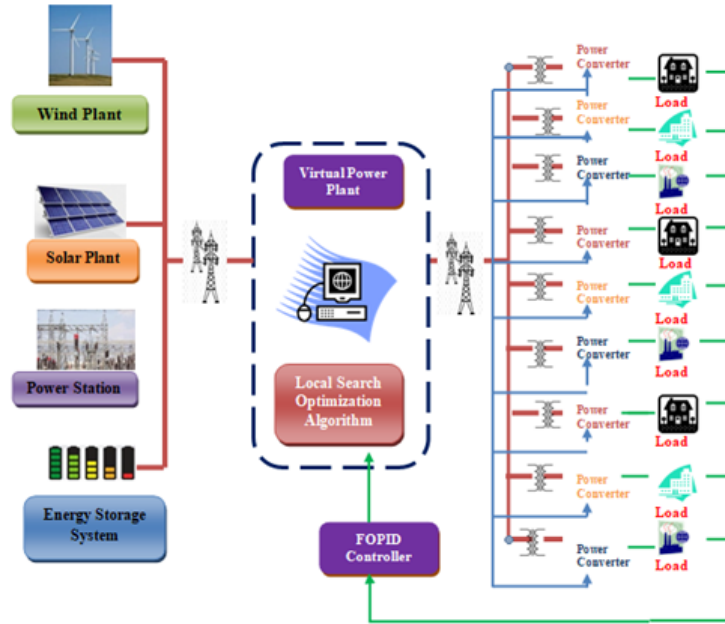 Wind Plant
Solar Plant
Power Station
Energy Storage
System
Virtual Power
Plant
Local Search
Optimization
Algorithm
FOPID
Controller
Power
Converter
Load
Power
Converter
Load
Power
Converter
Load
Power
Converter
Load
Power
Converter
Load
Power
Converter
Load
Power
Converter
Load
Power
Converter
Load
Power
Converter
Load